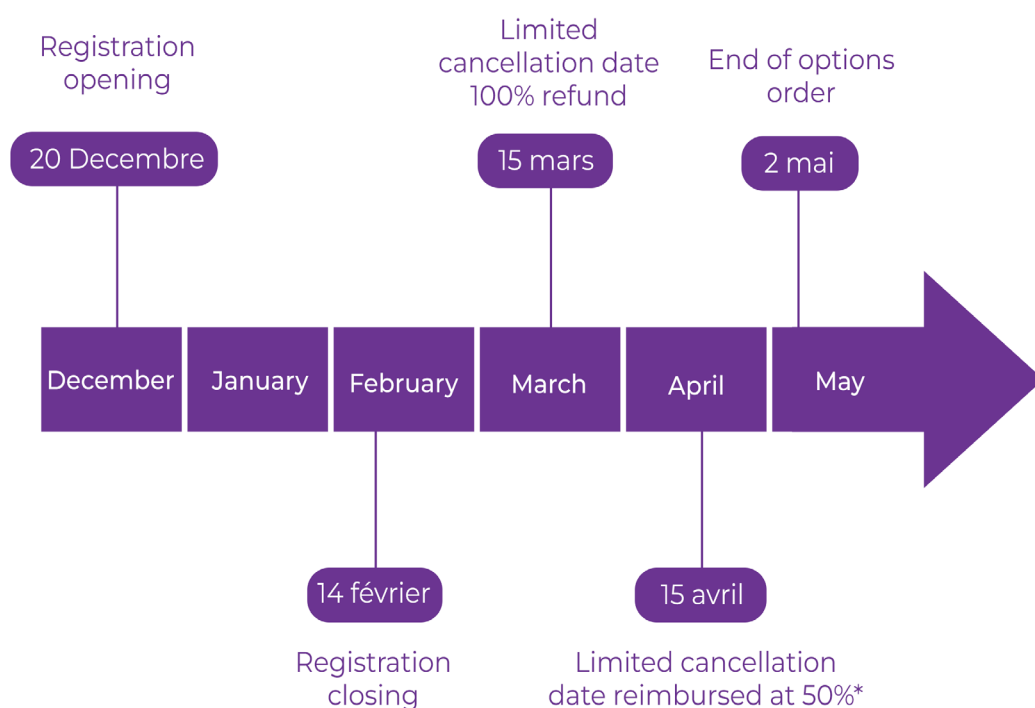 Registration
opening
20 Decembre
Limited
cancellation date
100% refund
15 mars
End of options
order
2 mai
December
January
February
March
April
May
14 février
Registration
closing
15 avril
Limited cancellation
date reimbursed at 50%*